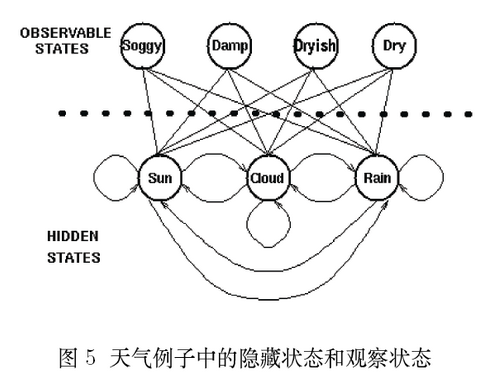 OBSERVABLE
STATES
Soggy Damp Dryish Dry
Sun Cloud Rain
HIDDEN
STATES
图 5 天气例子中的隐藏状态和观察状态